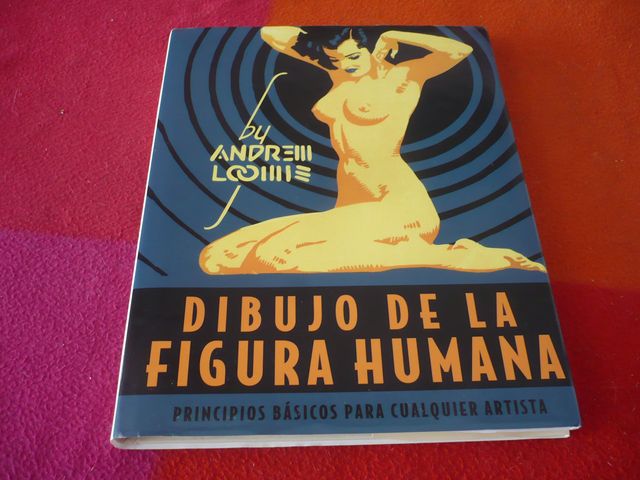 by
ANDREW
LOOMIS
DIBUJO DE LA
FIGURA HUMANA
PRINCIPIOS BÁSICOS PARA CUALQUIER ARTISTA